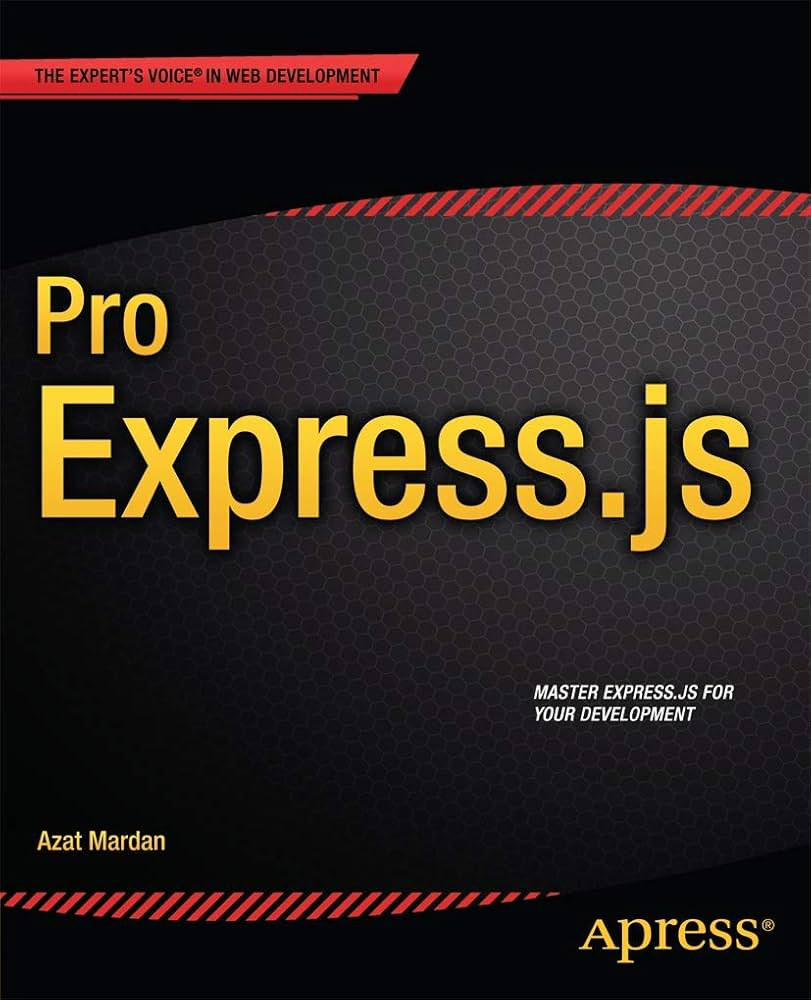 THE EXPERT'S VOICE® IN WEB DEVELOPMENT
Pro
Express.js
MASTER EXPRESS.JS FOR
YOUR DEVELOPMENT
Azat Mardan
Apress®